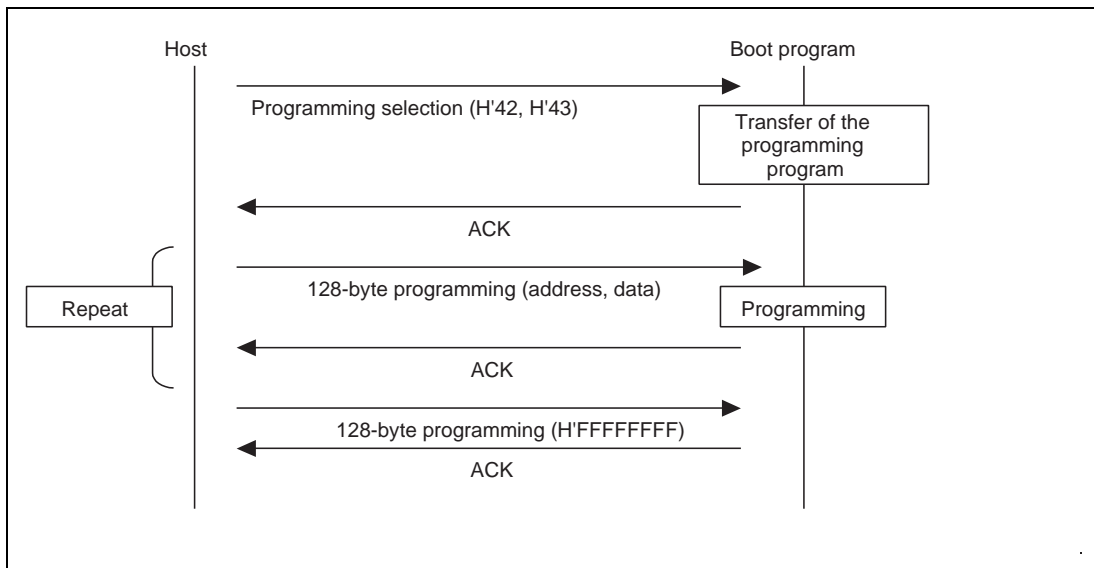 Host
Boot program
Programming selection (H'42, H'43)
Transfer of the
programming
program
ACK
128-byte programming (address, data)
Repeat
Programming
ACK
128-byte programming (H'FFFFFFFF)
ACK